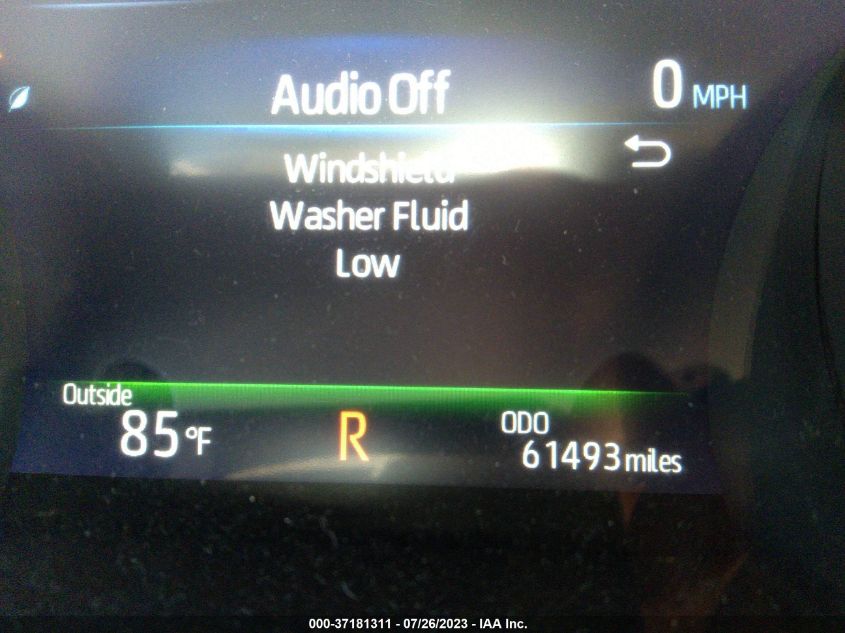 Audio Off
0 MPH
Windshield
Washer Fluid
Low
Outside
85 °F
R
ODO
61493 miles
000-37181311 - 07/26/2023 - IAA Inc.